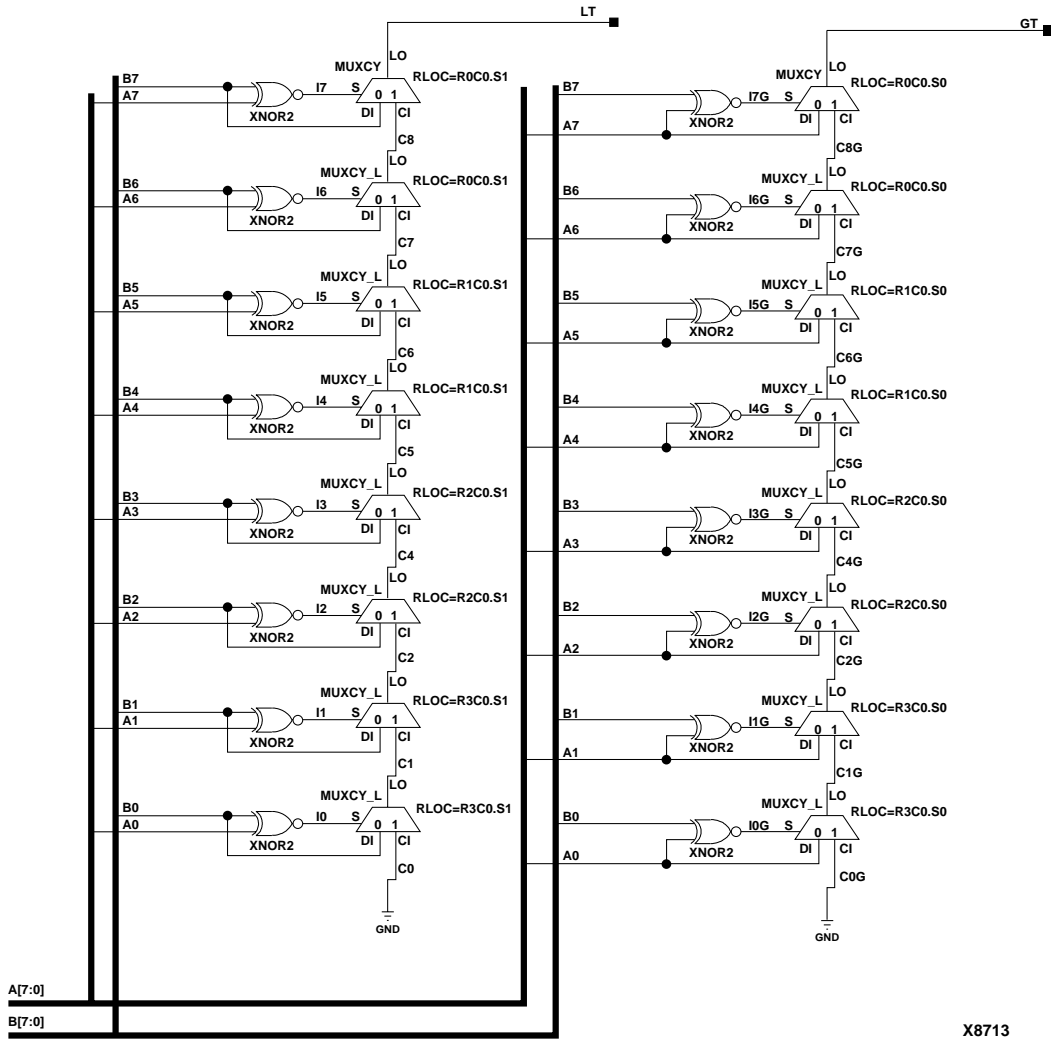 LT
GT
LO
MUXCY
RLOC=R0C0.S1
B7
A7
XNOR2
I7
S
0 1
DI
CI
C8
LO
MUXCY_L
RLOC=R0C0.S1
B6
A6
XNOR2
I6
S
0 1
DI
CI
C7
LO
MUXCY_L
RLOC=R1C0.S1
B5
A5
XNOR2
I5
S
0 1
DI
CI
C6
LO
MUXCY_L
RLOC=R1C0.S1
B4
A4
XNOR2
I4
S
0 1
DI
CI
C5
LO
MUXCY_L
RLOC=R2C0.S1
B3
A3
XNOR2
I3
S
0 1
DI
CI
C4
LO
MUXCY_L
RLOC=R2C0.S1
B2
A2
XNOR2
I2
S
0 1
DI
CI
C2
LO
MUXCY_L
RLOC=R3C0.S1
B1
A1
XNOR2
I1
S
0 1
DI
CI
C1
LO
MUXCY_L
RLOC=R3C0.S1
B0
A0
XNOR2
I0
S
0 1
DI
CI
C0
GND
LO
MUXCY
RLOC=R0C0.S0
B7
A7
XNOR2
I7G
S
0 1
DI
CI
C8G
LO
MUXCY_L
RLOC=R0C0.S0
B6
A6
XNOR2
I6G
S
0 1
DI
CI
C7G
LO
MUXCY_L
RLOC=R1C0.S0
B5
A5
XNOR2
I5G
S
0 1
DI
CI
C6G
LO
MUXCY_L
RLOC=R1C0.S0
B4
A4
XNOR2
I4G
S
0 1
DI
CI
C5G
LO
MUXCY_L
RLOC=R2C0.S0
B3
A3
XNOR2
I3G
S
0 1
DI
CI
C4G
LO
MUXCY_L
RLOC=R2C0.S0
B2
A2
XNOR2
I2G
S
0 1
DI
CI
C2G
LO
MUXCY_L
RLOC=R3C0.S0
B1
A1
XNOR2
I1G
S
0 1
DI
CI
C1G
LO
MUXCY_L
RLOC=R3C0.S0
B0
A0
XNOR2
I0G
S
0 1
DI
CI
C0G
GND
A[7:0]
B[7:0]
X8713